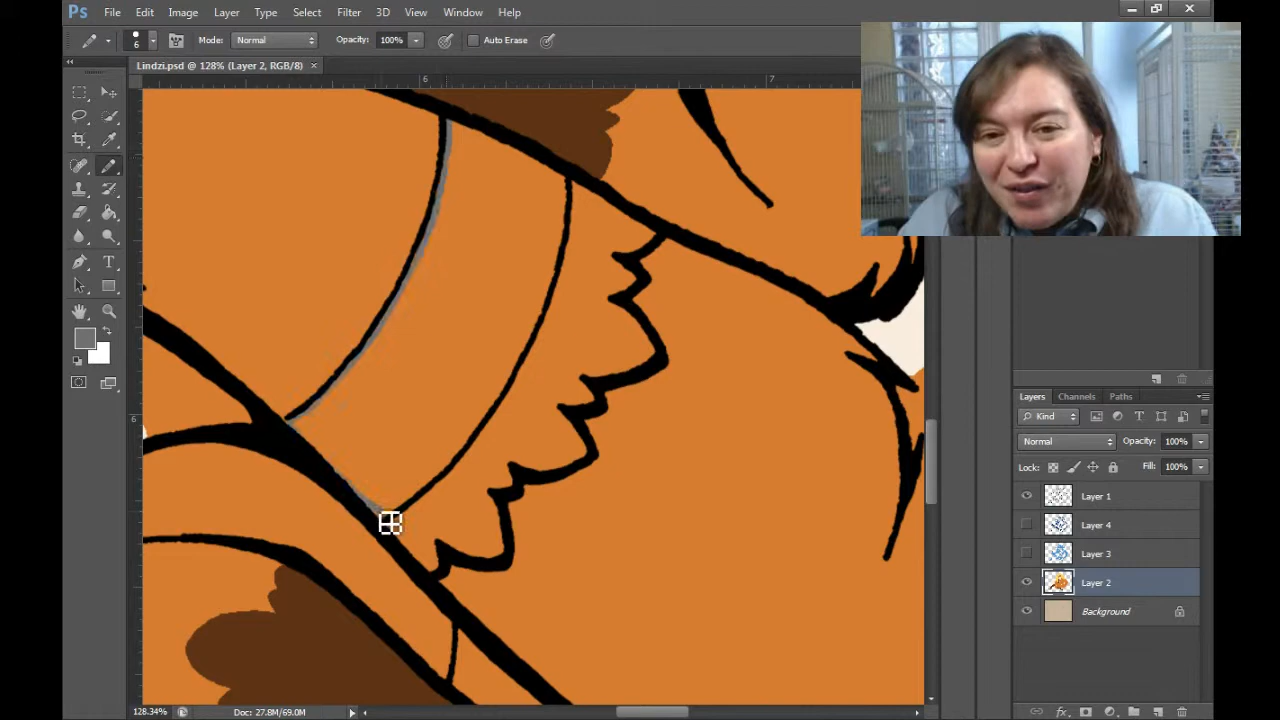 Ps File Edit Image Layer Type Select Filter 3D View Window Help
6 Mode: Normal Opacity: 100% Auto Erase
Lindzi.psd @ 128% (Layer 2, RGB/8) ×
6 7
6
Layers Channels Paths
Kind
Normal Opacity: 100%
Lock: Fill: 100%
Layer 1
Layer 4
Layer 3
Layer 2
Background
fx
128.34% Doc: 27.8M/69.0M